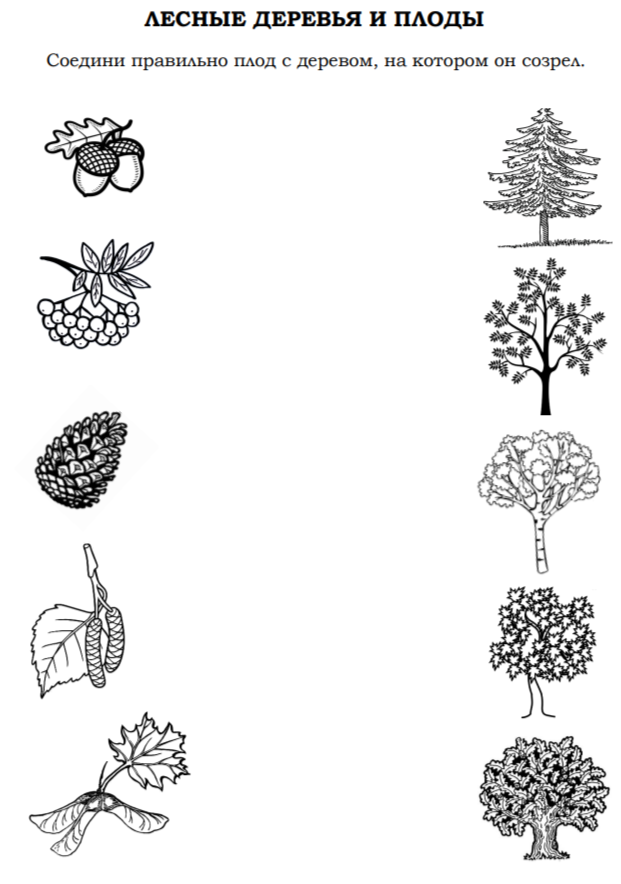 ЛЕСНЫЕ ДЕРЕВЬЯ И ПЛОДЫ
Соедини правильно плод с деревом, на котором он созрел.